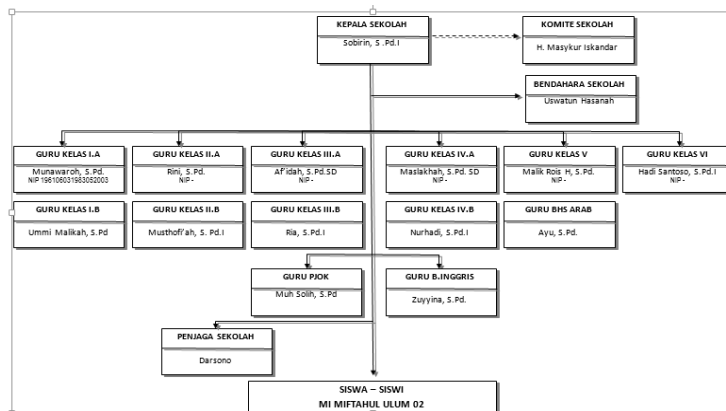 KEPALA SEKOLAH
Sobirin, S .Pd.I
KOMITE SEKOLAH
H. Masykur Iskandar
BENDAHARA SEKOLAH
Uswatun Hasanah
GURU KELAS I.A
Munawaroh, S.Pd.
NIP 196106031983052003
GURU KELAS II.A
Rini, S.Pd.
NIP -
GURU KELAS III.A
Af'idah, S.Pd.SD
NIP -
GURU KELAS IV.A
Maslakhah, S.Pd. SD
NIP -
GURU KELAS V
Malik Rois H, S.Pd.
NIP -
GURU KELAS VI
Hadi Santoso, S.Pd.I
NIP -
GURU KELAS I.B
Ummi Malikah, S.Pd
GURU KELAS II.B
Musthofi'ah, S.Pd.I
GURU KELAS III.B
Ria, S.Pd.I
GURU KELAS IV.B
Nurhadi, S.Pd.I
GURU BHS ARAB
Ayu, S.Pd.
GURU PJOK
Muh Solih, S.Pd
GURU B.INGGRIS
Zuyyina, S.Pd.
PENJAGA SEKOLAH
Darsono
SISWA – SISWI
MI MIFTAHUL ULUM 02